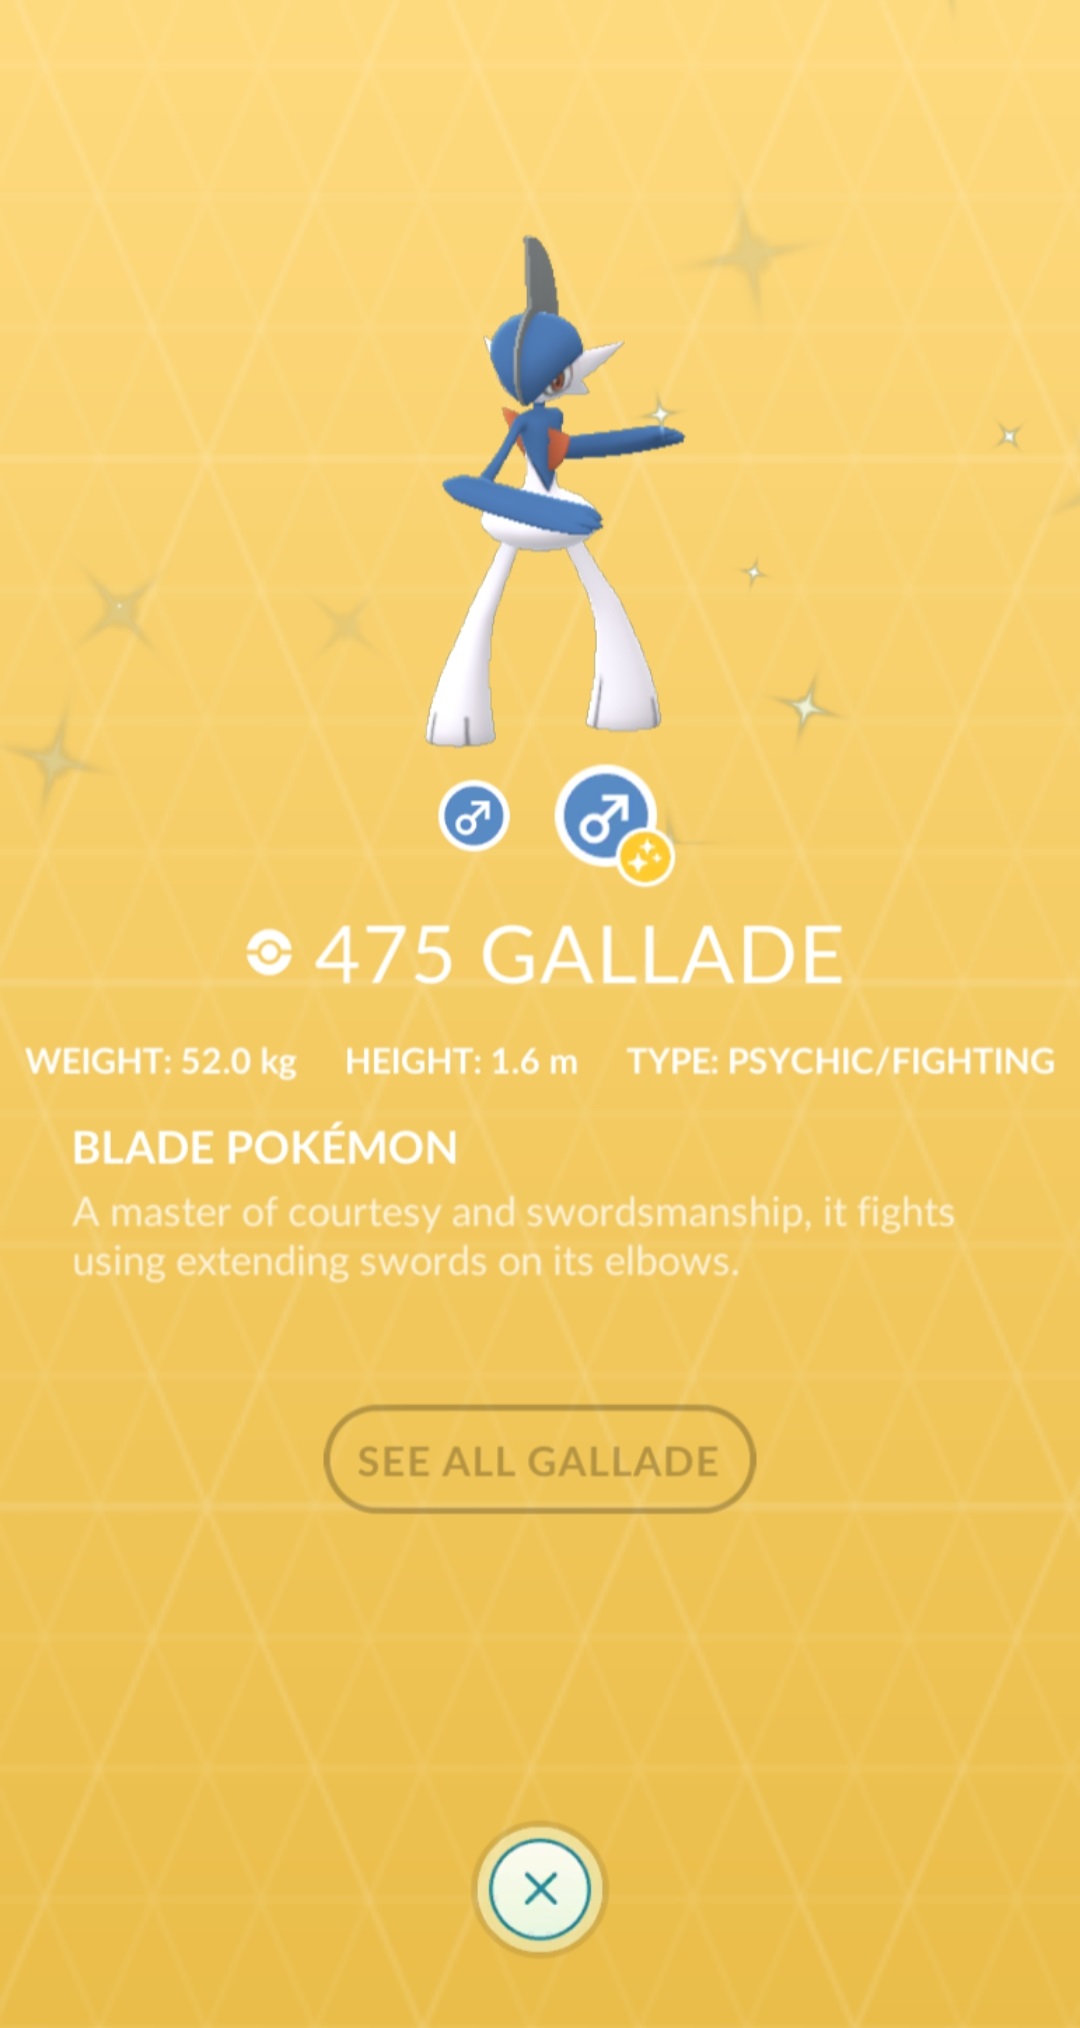 475 GALLADE
WEIGHT: 52.0 kg HEIGHT: 1.6 m TYPE: PSYCHIC/FIGHTING
BLADE POKÉMON
A master of courtesy and swordsmanship, it fights
using extending swords on its elbows.
SEE ALL GALLADE